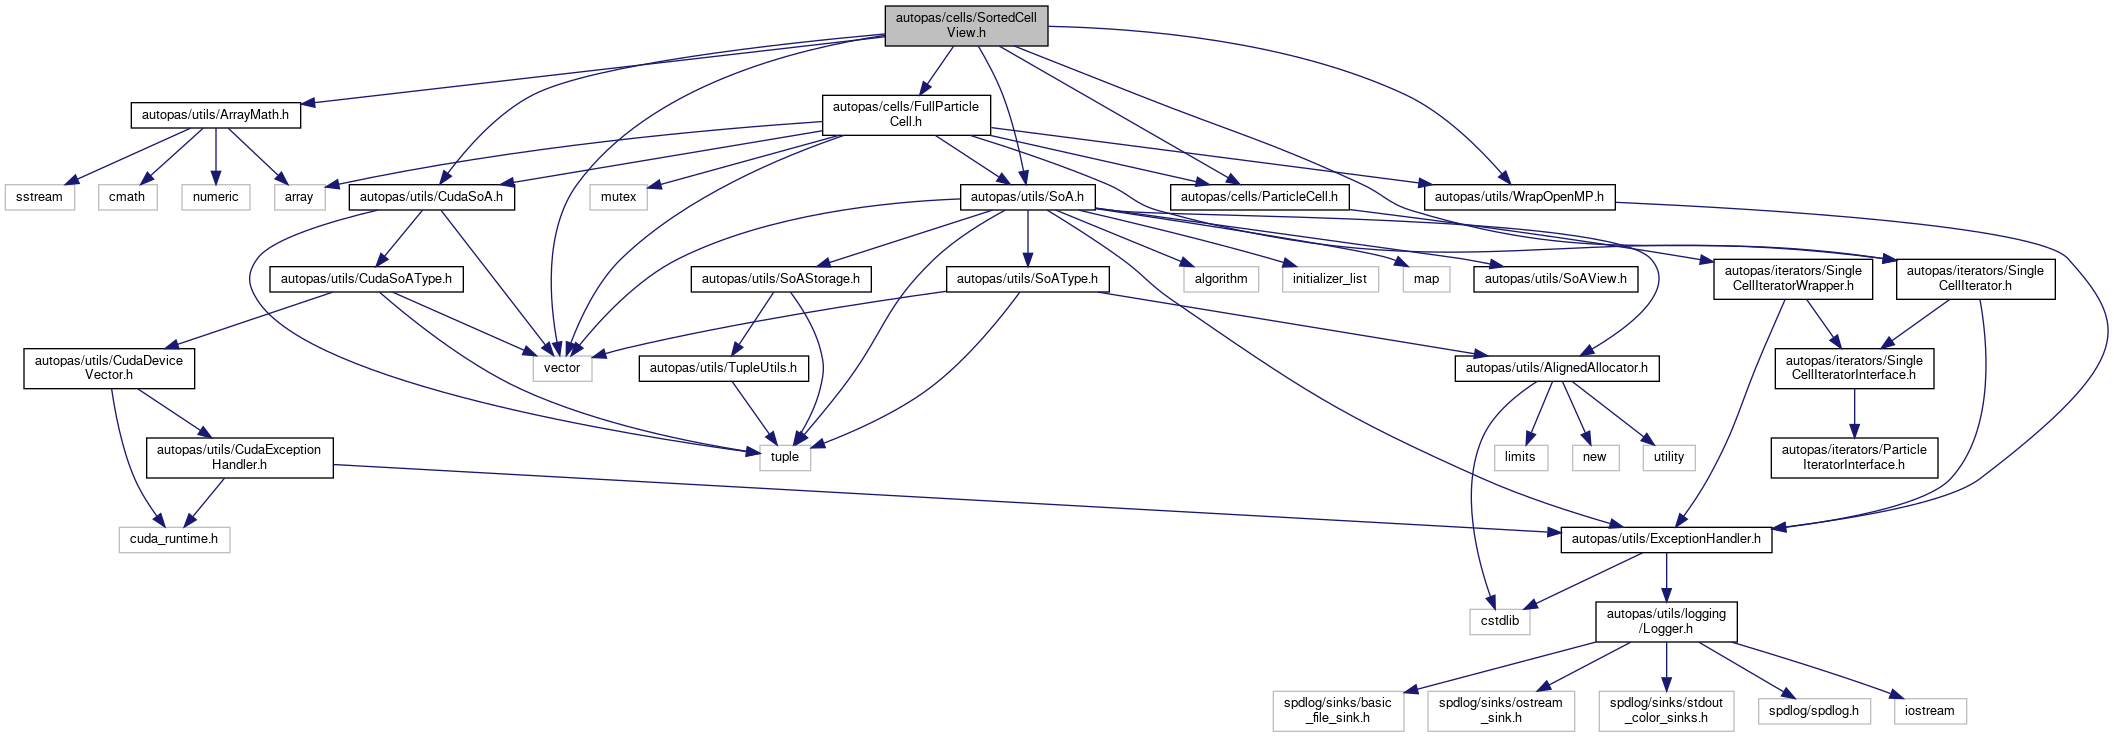 autopas/cells/SortedCell
View.h
autopas/utils/ArrayMath.h
autopas/cells/FullParticle
Cell.h
sstream
cmath
numeric
array
autopas/utils/CudaSoA.h
mutex
autopas/utils/SoA.h
autopas/cells/ParticleCell.h
autopas/utils/WrapOpenMP.h
autopas/utils/CudaSoAType.h
autopas/utils/SoAStorage.h
autopas/utils/SoAType.h
algorithm
initializer_list
map
autopas/utils/SoAView.h
autopas/iterators/Single
CellIteratorWrapper.h
autopas/iterators/Single
CellIterator.h
autopas/utils/CudaDevice
Vector.h
vector
autopas/utils/TupleUtils.h
autopas/utils/AlignedAllocator.h
autopas/iterators/Single
CellIteratorInterface.h
autopas/utils/CudaException
Handler.h
tuple
limits
new
utility
autopas/iterators/Particle
IteratorInterface.h
cuda_runtime.h
autopas/utils/ExceptionHandler.h
cstdlib
autopas/utils/logging
/Logger.h
spdlog/sinks/basic
_file_sink.h
spdlog/sinks/ostream
_sink.h
spdlog/sinks/stdout
_color_sinks.h
spdlog/spdlog.h
iostream